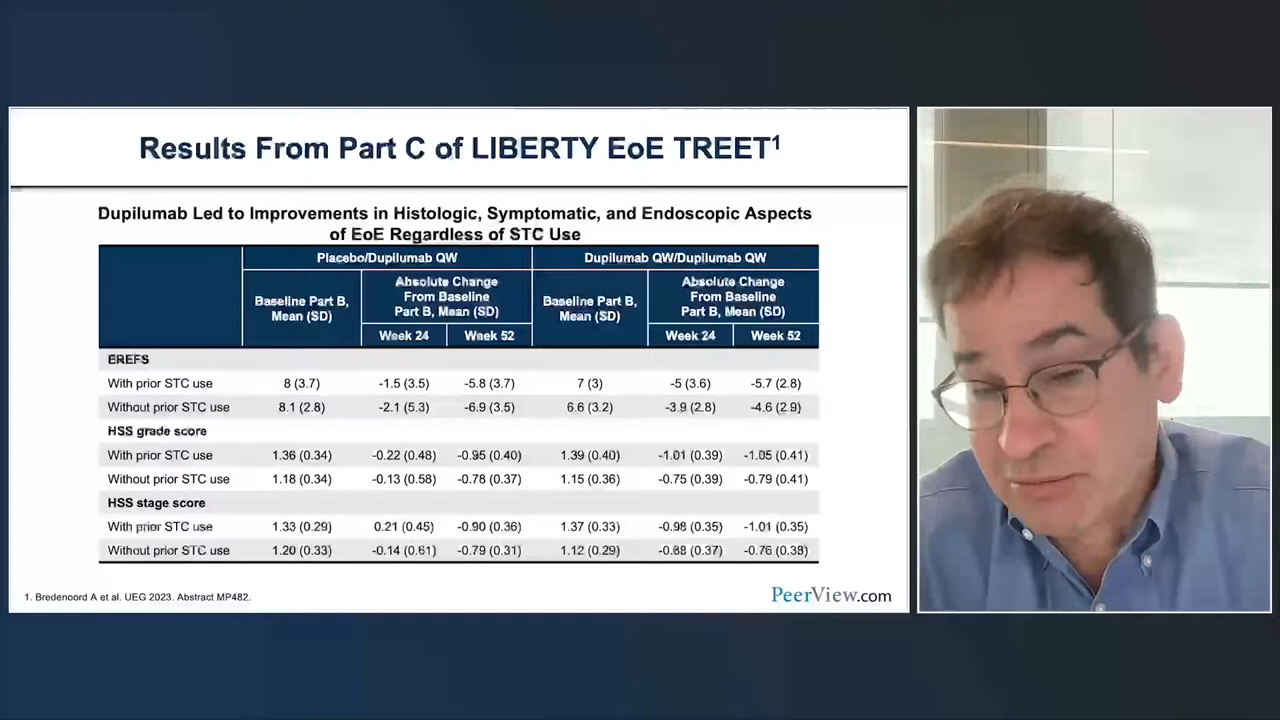 Results From Part C of LIBERTY EoE TREET¹
Dupilumab Led to Improvements in Histologic, Symptomatic, and Endoscopic Aspects
of EoE Regardless of STC Use
Placebo/Dupilumab QW Dupilumab QW/Dupilumab QW
Baseline Part B, Mean (SD) Absolute Change From Baseline Part B, Mean (SD) Baseline Part B, Mean (SD) Absolute Change From Baseline Part B, Mean (SD)
Week 24 Week 52 Week 24 Week 52
EREFS
With prior STC use 8 (3.7) -1.5 (3.5) -5.8 (3.7) 7 (3) -5 (3.6) -5.7 (2.8)
Without prior STC use 8.1 (2.8) -2.1 (5.3) -6.9 (3.5) 6.6 (3.2) -3.9 (2.8) -4.6 (2.9)
HSS grade score
With prior STC use 1.36 (0.34) -0.22 (0.48) -0.95 (0.40) 1.39 (0.40) -1.01 (0.39) -1.05 (0.41)
Without prior STC use 1.18 (0.34) -0.13 (0.58) -0.78 (0.37) 1.15 (0.36) -0.75 (0.39) -0.79 (0.41)
HSS stage score
With prior STC use 1.33 (0.29) 0.21 (0.45) -0.90 (0.36) 1.37 (0.33) -0.98 (0.35) -1.01 (0.35)
Without prior STC use 1.20 (0.33) -0.14 (0.61) -0.79 (0.31) 1.12 (0.29) -0.68 (0.37) -0.76 (0.38)
1. Bredenoord A et al. UEG 2023. Abstract MP482.
PeerView.com